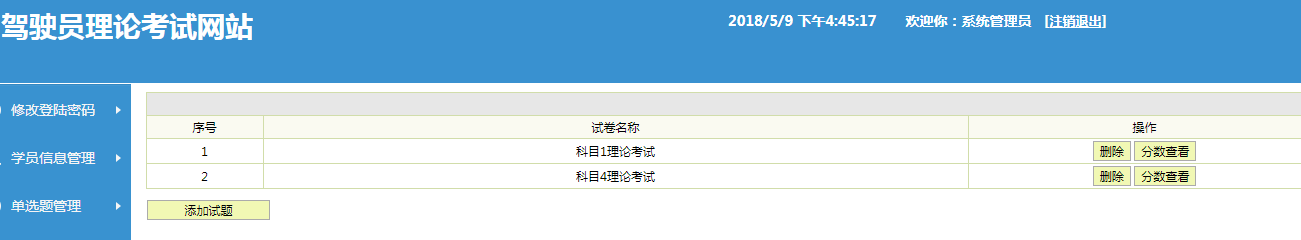 驾驶员理论考试网站
2018/5/9 下午4:45:17 欢迎你：系统管理员 [注销退出]
修改登陆密码
学员信息管理
单选题管理
序号 试卷名称 操作
1 科目1理论考试 删除 分数查看
2 科目4理论考试 删除 分数查看
添加试题